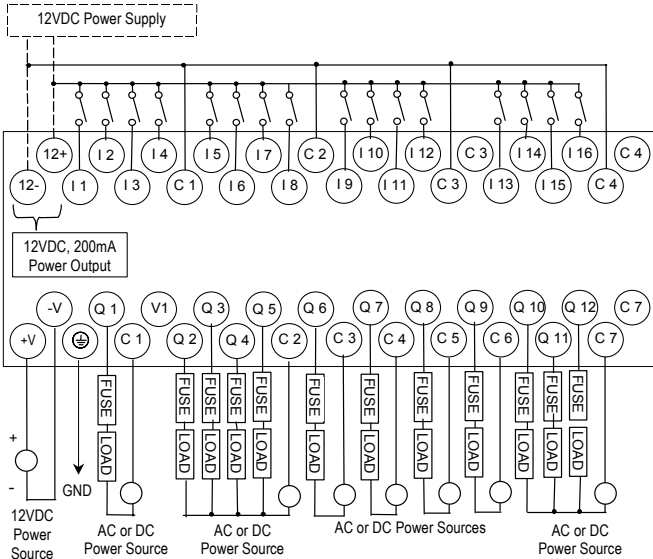 12VDC Power Supply
12+ I 2 I 4 I 5 I 7 C 2 I 10 I 12 C 3 I 14 I 16 C 4
12- I 1 I 3 C 1 I 6 I 8 I 9 I 11 C 3 I 13 I 15 C 4
12VDC, 200mA
Power Output
-V Q 1 V1 Q 3 Q 5 Q 6 Q 7 Q 8 Q 9 Q 10 Q 12 C 7
+V C 1 Q 2 Q 4 C 2 C 3 C 4 C 5 C 6 Q 11 C 7
FUSE FUSE FUSE FUSE FUSE FUSE FUSE FUSE FUSE FUSE FUSE FUSE
LOAD LOAD LOAD LOAD LOAD LOAD LOAD LOAD LOAD LOAD LOAD LOAD
+
-
GND
12VDC
Power
Source
AC or DC
Power Source
AC or DC
Power Source
AC or DC Power Sources
AC or DC
Power Source